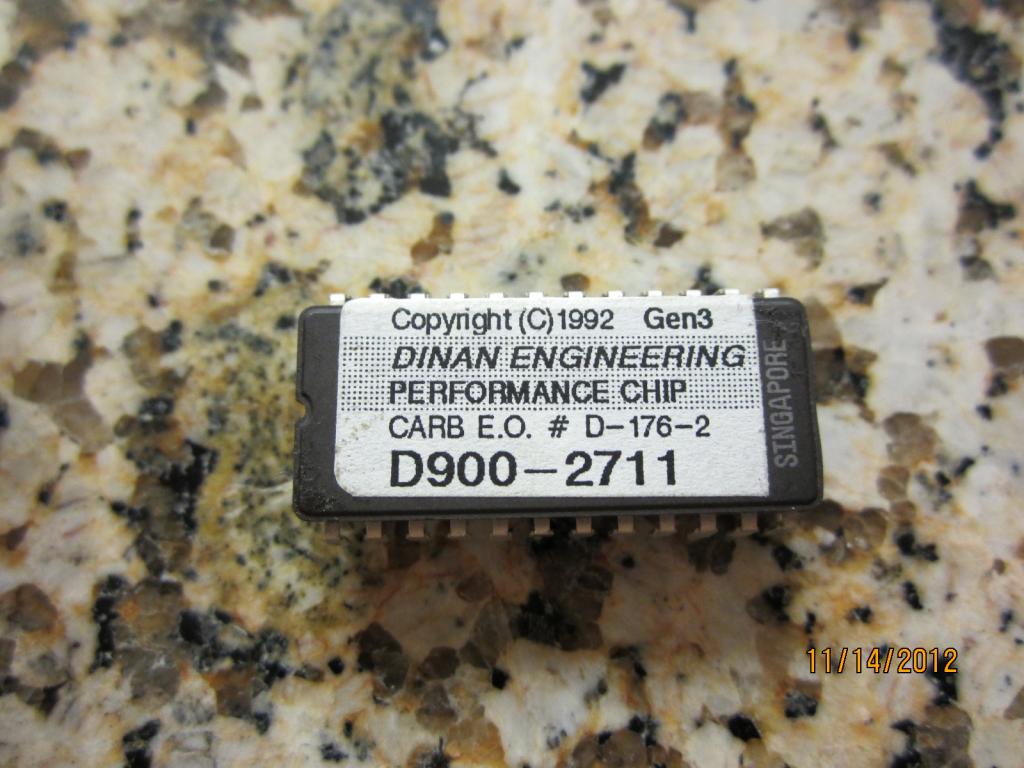 Copyright (C)1992 Gen3
DINAN ENGINEERING
PERFORMANCE CHIP
CARB E.O. # D-176-2
D900-2711
SINGAPORE
11/14/2012